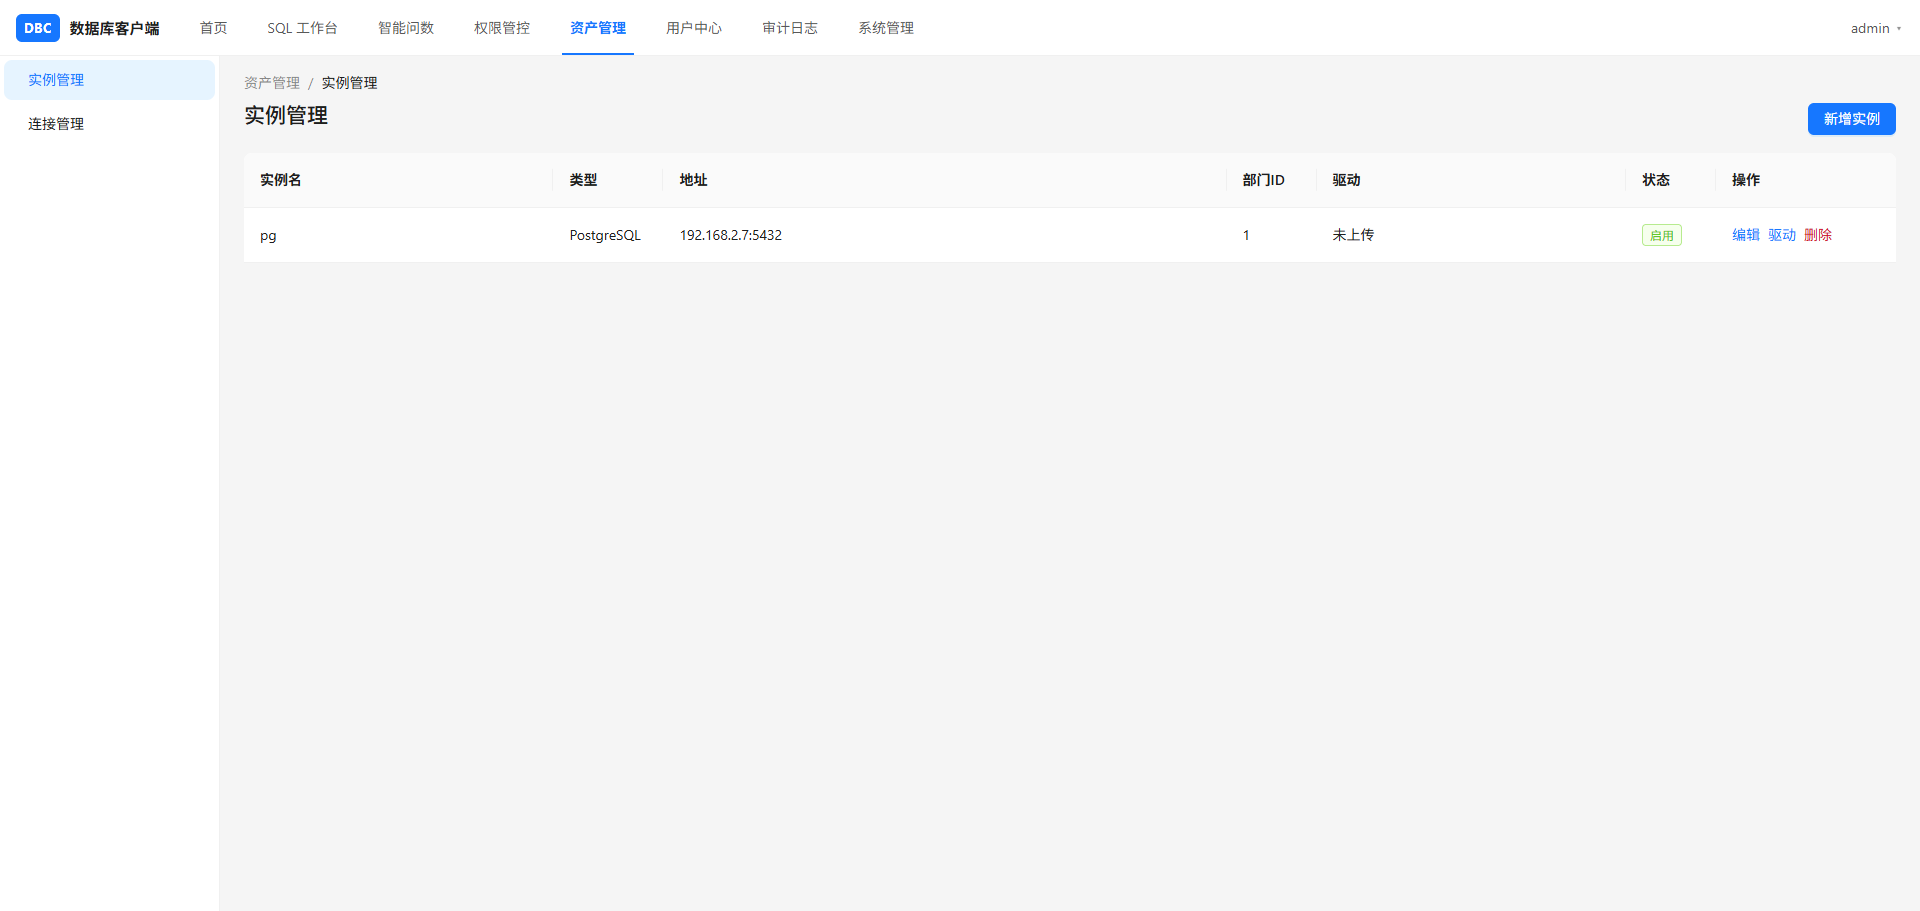 DBC 数据库客户端 首页 SQL 工作台 智能问数 权限管控 资产管理 用户中心 审计日志 系统管理 admin
实例管理
连接管理
资产管理 / 实例管理
实例管理
新增实例
实例名 类型 地址 部门ID 驱动 状态 操作
pg PostgreSQL 192.168.2.7:5432 1 未上传 启用 编辑 驱动 删除